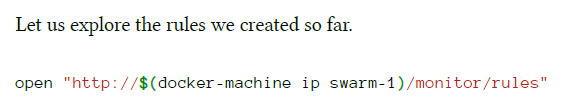 Let us explore the rules we created so far.
open "http://$(docker-machine ip swarm-1)/monitor/rules"